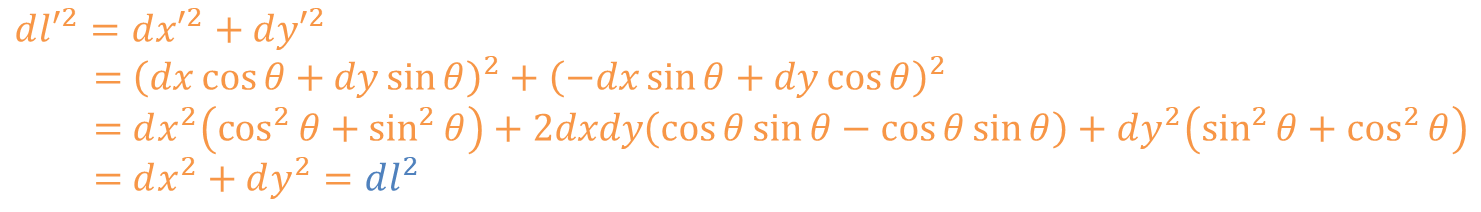 dl′² = dx′² + dy′²
= (dx cos θ + dy sin θ)² + (−dx sin θ + dy cos θ)²
= dx²(cos² θ + sin² θ) + 2dxdy(cos θ sin θ − cos θ sin θ) + dy²(sin² θ + cos² θ)
= dx² + dy² = dl²